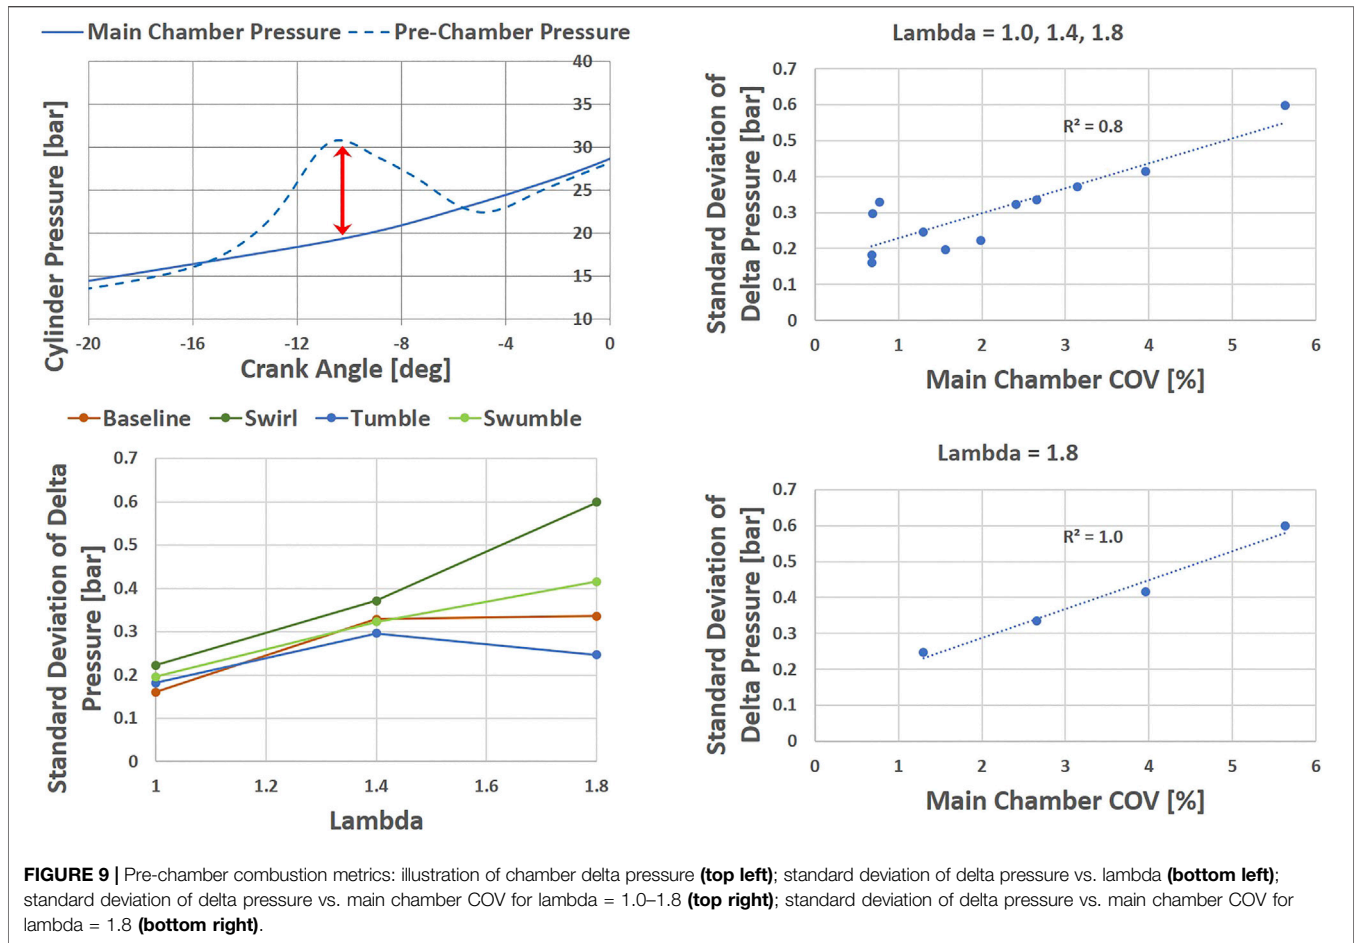 Main Chamber Pressure Pre-Chamber Pressure
Cylinder Pressure [bar]
40
35
30
25
20
15
10
-20 -16 -12 -8 -4 0
Crank Angle [deg]
Lambda = 1.0, 1.4, 1.8
Standard Deviation of
Delta Pressure [bar]
0.7
0.6
0.5
0.4
0.3
0.2
0.1
0
R² = 0.8
0 1 2 3 4 5 6
Main Chamber COV [%]
Baseline Swirl Tumble Swumble
Standard Deviation of Delta
Pressure [bar]
0.7
0.6
0.5
0.4
0.3
0.2
0.1
0
1 1.2 1.4 1.6 1.8
Lambda
Lambda = 1.8
Standard Deviation of
Delta Pressure [bar]
0.7
0.6
0.5
0.4
0.3
0.2
0.1
0
R² = 1.0
0 1 2 3 4 5 6
Main Chamber COV [%]
FIGURE 9 | Pre-chamber combustion metrics: illustration of chamber delta pressure (top left); standard deviation of delta pressure vs. lambda (bottom left);
standard deviation of delta pressure vs. main chamber COV for lambda = 1.0–1.8 (top right); standard deviation of delta pressure vs. main chamber COV for
lambda = 1.8 (bottom right).